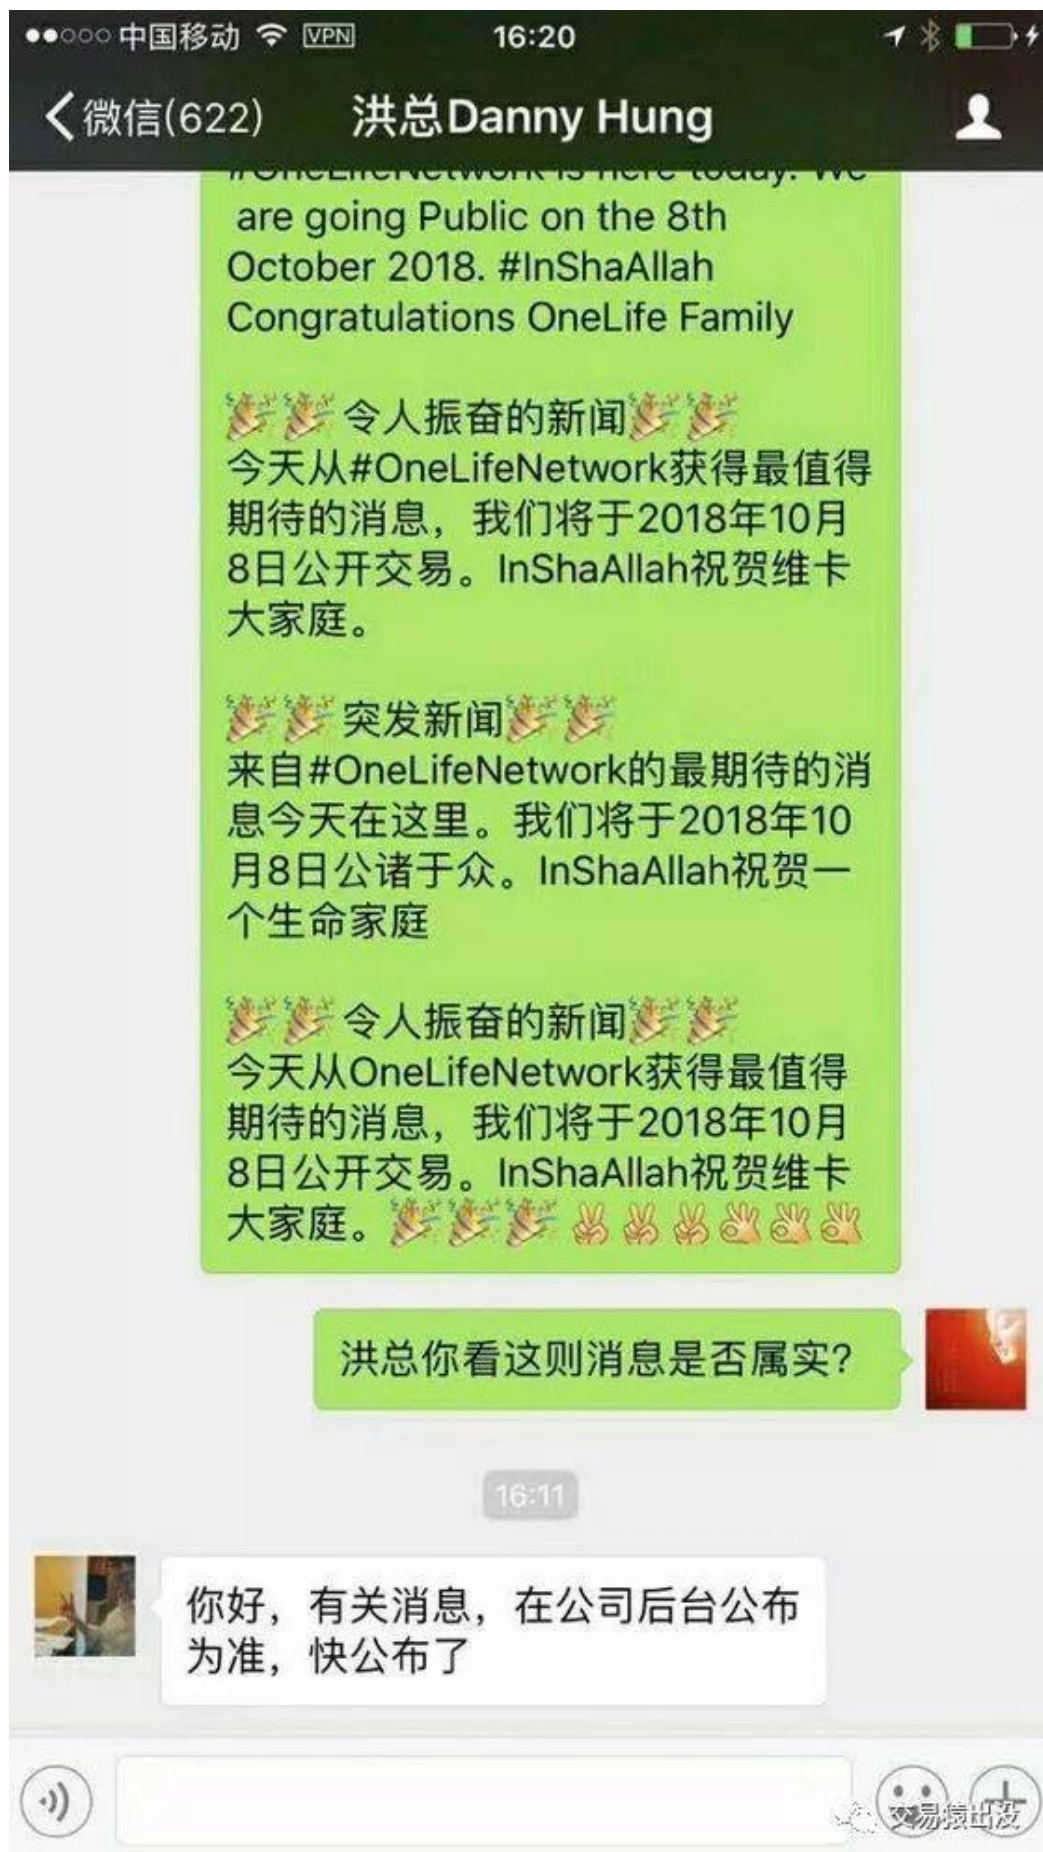 中国移动 VPN 16:20
微信(622) 洪总Danny Hung
#OneLifeNetwork is here today. We
are going Public on the 8th
October 2018. #InShaAllah
Congratulations OneLife Family
🎉🎉令人振奋的新闻🎉🎉
今天从#OneLifeNetwork获得最值得
期待的消息，我们将于2018年10月
8日公开交易。InShaAllah祝贺维卡
大家庭。
🎉🎉突发新闻🎉🎉
来自#OneLifeNetwork的最期待的消
息今天在这里。我们将于2018年10
月8日公诸于众。InShaAllah祝贺一
个生命家庭
🎉🎉令人振奋的新闻🎉🎉
今天从OneLifeNetwork获得最值得
期待的消息，我们将于2018年10月
8日公开交易。InShaAllah祝贺维卡
大家庭。🎉🎉🎉✌✌✌👌👌👌
洪总你看这则消息是否属实?
16:11
你好，有关消息，在公司后台公布
为准，快公布了
交易猿出没